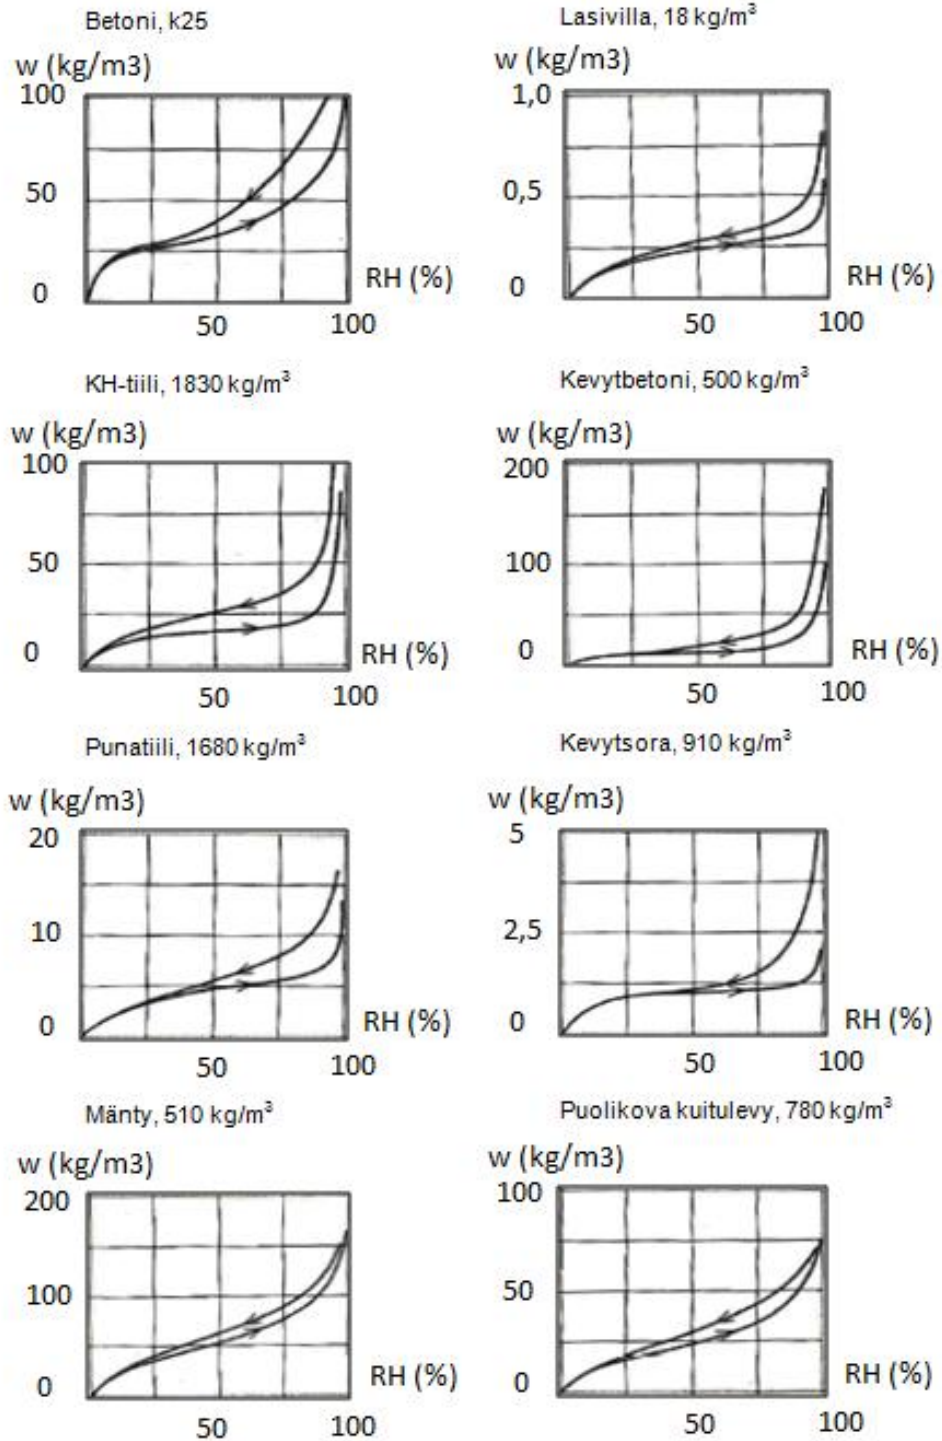 Betoni, k25
w (kg/m3)
100
50
0
RH (%)
50
100
Lasivilla, 18 kg/m³
w (kg/m3)
1,0
0,5
0
RH (%)
50
100
KH-tiili, 1830 kg/m³
w (kg/m3)
100
50
0
RH (%)
50
100
Kevytbetoni, 500 kg/m³
w (kg/m3)
200
100
0
RH (%)
50
100
Punatiili, 1680 kg/m³
w (kg/m3)
20
10
0
RH (%)
50
100
Kevytsora, 910 kg/m³
w (kg/m3)
5
2,5
0
RH (%)
50
100
Mänty, 510 kg/m³
w (kg/m3)
200
100
0
RH (%)
50
100
Puolikova kuitulevy, 780 kg/m³
w (kg/m3)
100
50
0
RH (%)
50
100